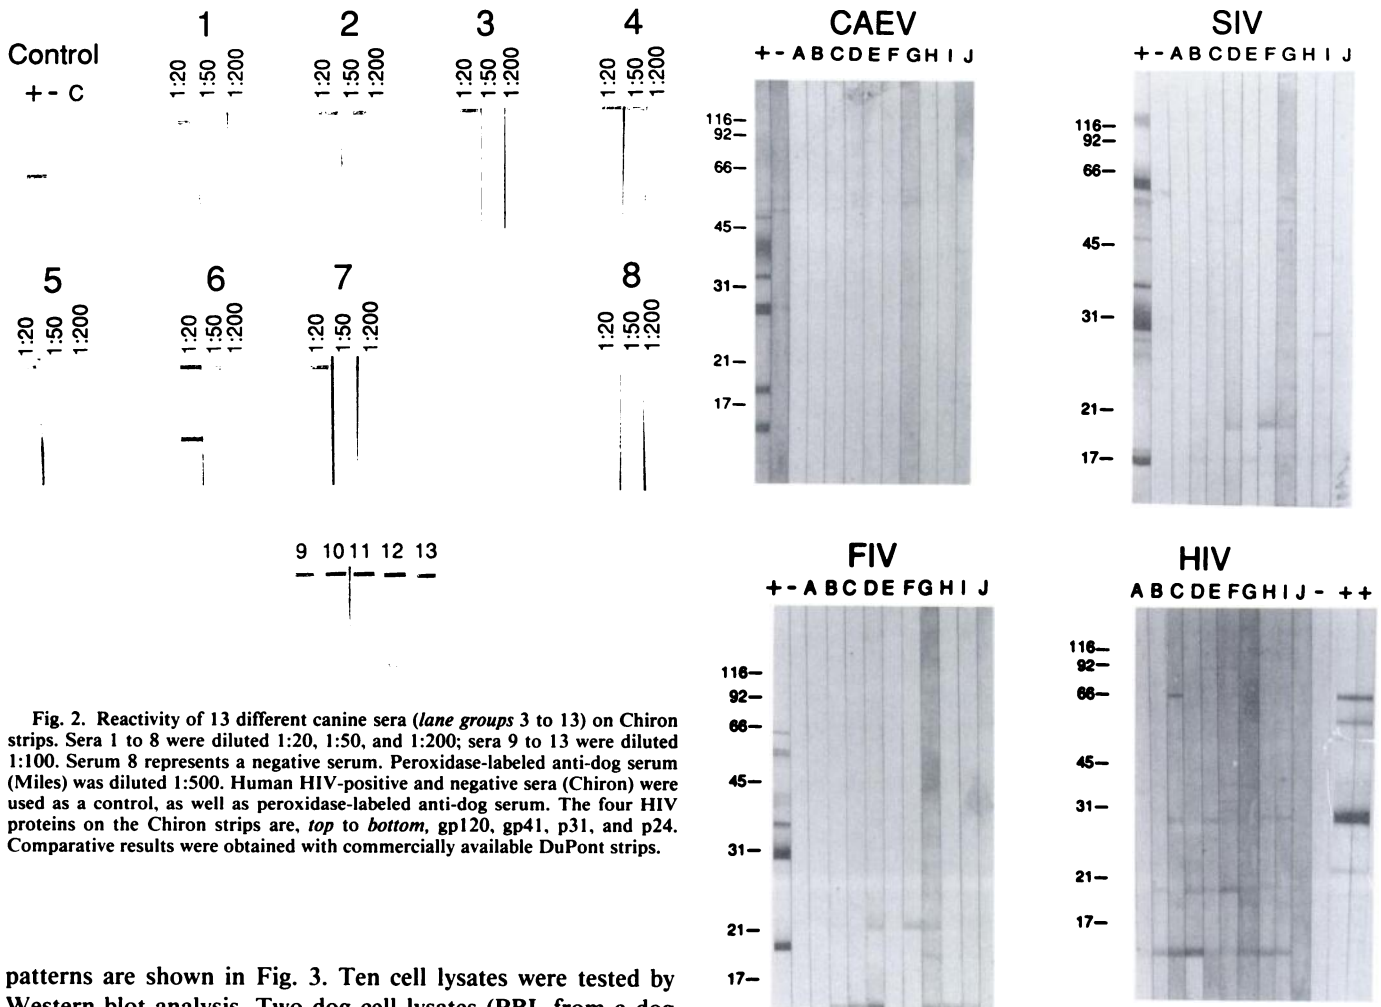 Control
+ - C
1
1:20 1:50 1:200
2
1:20 1:50 1:200
3
1:20 1:50 1:200
4
1:20 1:50 1:200
5
1:20 1:50 1:200
6
1:20 1:50 1:200
7
1:20 1:50 1:200
8
1:20 1:50 1:200
9 10 11 12 13
Fig. 2. Reactivity of 13 different canine sera (lane groups 3 to 13) on Chiron
strips. Sera 1 to 8 were diluted 1:20, 1:50, and 1:200; sera 9 to 13 were diluted
1:100. Serum 8 represents a negative serum. Peroxidase-labeled anti-dog serum
(Miles) was diluted 1:500. Human HIV-positive and negative sera (Chiron) were
used as a control, as well as peroxidase-labeled anti-dog serum. The four HIV
proteins on the Chiron strips are, top to bottom, gp120, gp41, p31, and p24.
Comparative results were obtained with commercially available DuPont strips.
patterns are shown in Fig. 3. Ten cell lysates were tested by
Western blot analysis. Two dog cell lysates (PBL from a dog
CAEV
+ - A B C D E F G H I J
116—
92—
66—
45—
31—
21—
17—
SIV
+ - A B C D E F G H I J
116—
92—
66—
45—
31—
21—
17—
FIV
+ - A B C D E F G H I J
116—
92—
66—
45—
31—
21—
17—
HIV
A B C D E F G H I J - + +
116—
92—
66—
45—
31—
21—
17—